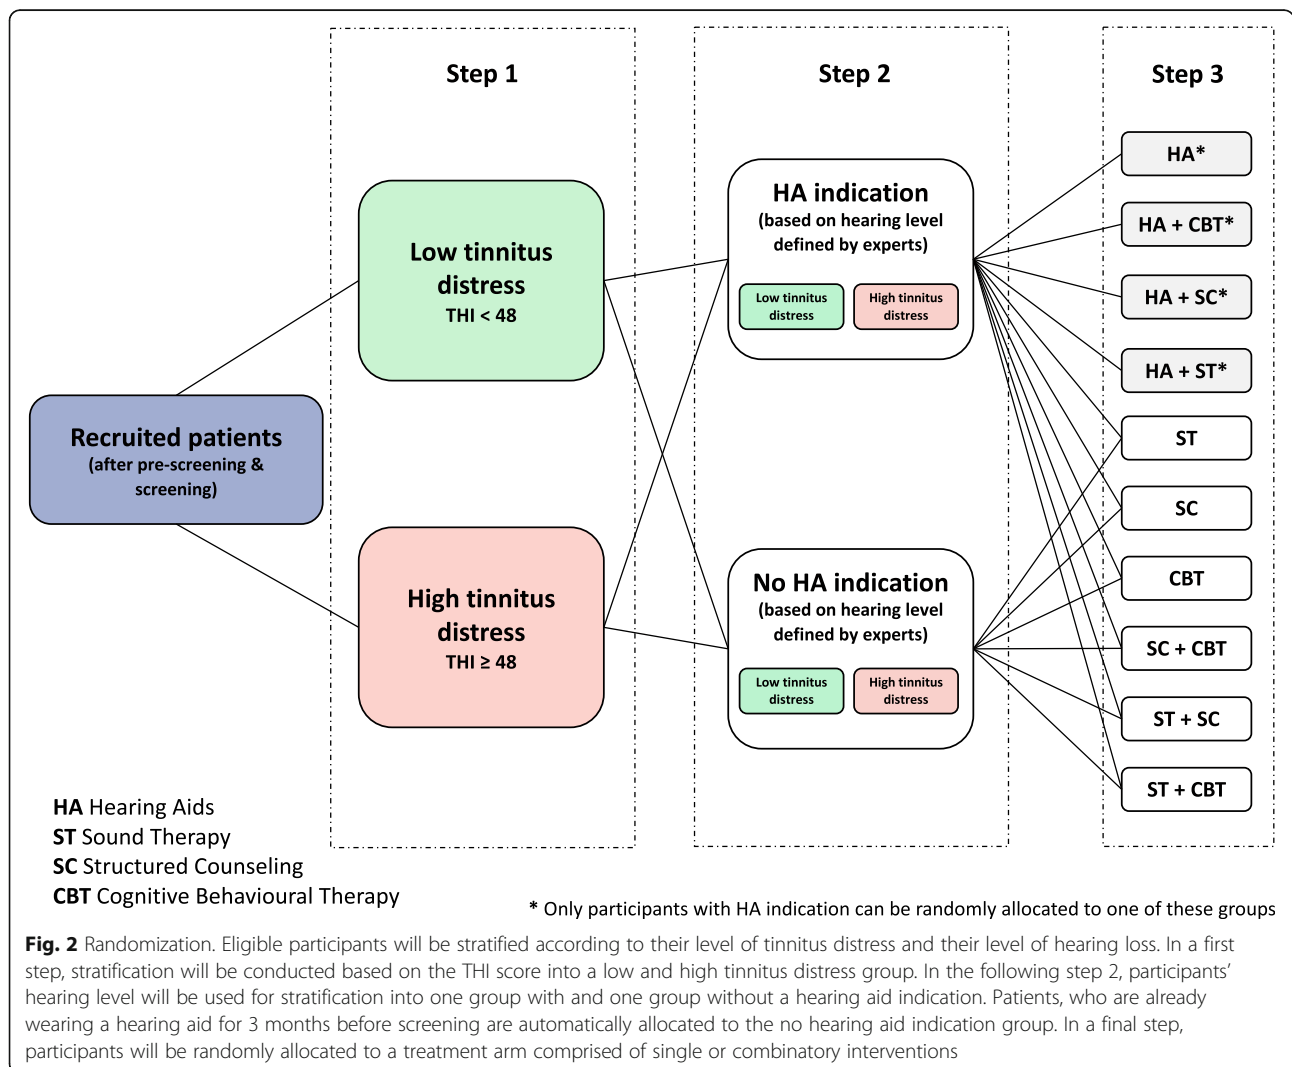 Step 1
Step 2
Step 3
Recruited patients
(after pre-screening &
screening)
Low tinnitus
distress
THI < 48
High tinnitus
distress
THI ≥ 48
HA indication
(based on hearing level
defined by experts)
Low tinnitus
distress
High tinnitus
distress
No HA indication
(based on hearing level
defined by experts)
Low tinnitus
distress
High tinnitus
distress
HA*
HA + CBT*
HA + SC*
HA + ST*
ST
SC
CBT
SC + CBT
ST + SC
ST + CBT
HA Hearing Aids
ST Sound Therapy
SC Structured Counseling
CBT Cognitive Behavioural Therapy
* Only participants with HA indication can be randomly allocated to one of these groups
Fig. 2 Randomization. Eligible participants will be stratified according to their level of tinnitus distress and their level of hearing loss. In a first
step, stratification will be conducted based on the THI score into a low and high tinnitus distress group. In the following step 2, participants’
hearing level will be used for stratification into one group with and one group without a hearing aid indication. Patients, who are already
wearing a hearing aid for 3 months before screening are automatically allocated to the no hearing aid indication group. In a final step,
participants will be randomly allocated to a treatment arm comprised of single or combinatory interventions